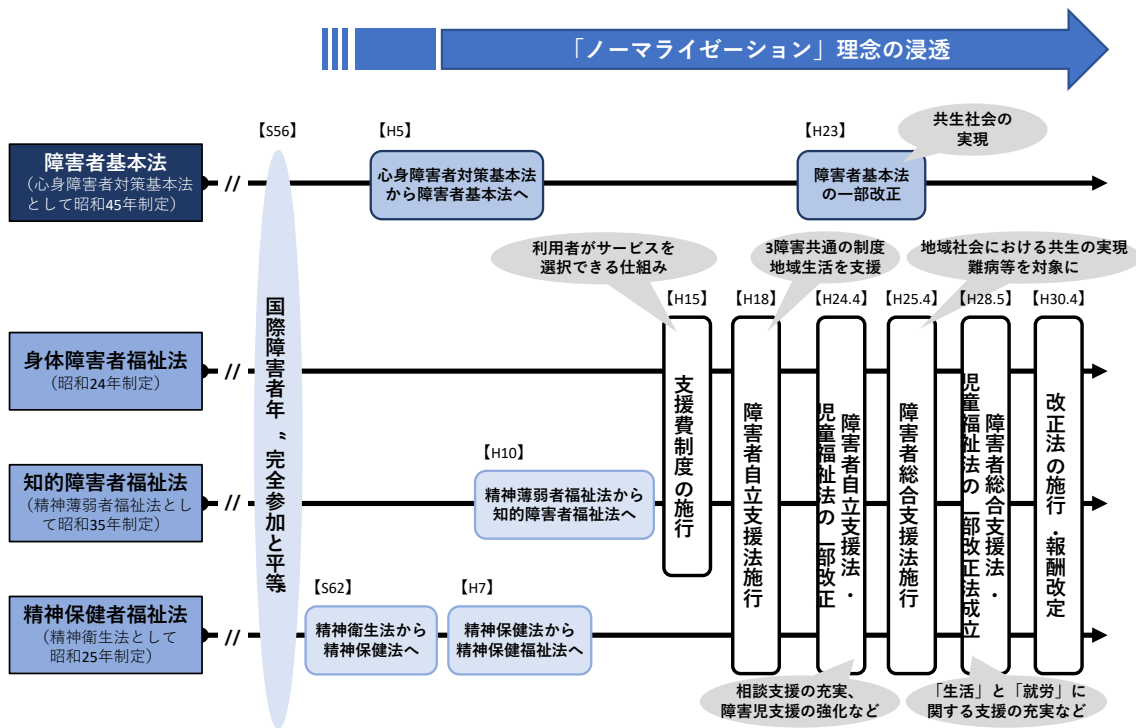 「ノーマライゼーション」理念の浸透
【S56】
【H5】
【H23】
共生社会の
実現
障害者基本法
（心身障害者対策基本法
として昭和45年制定）
//
心身障害者対策基本法
から障害者基本法へ
障害者基本法
の一部改正
利用者がサービスを
選択できる仕組み
3障害共通の制度
地域生活を支援
地域社会における共生の実現
難病等を対象に
国際障害者年 “完全参加と平等”
【H15】
【H18】
【H24.4】
【H25.4】
【H28.5】
【H30.4】
身体障害者福祉法
（昭和24年制定）
//
支援費制度の施行
障害者自立支援法施行
障害者自立支援法・
児童福祉法の一部改正
障害者総合支援法施行
障害者総合支援法・
児童福祉法の一部改正法成立
改正法の施行・報酬改定
【H10】
知的障害者福祉法
（精神薄弱者福祉法とし
て昭和35年制定）
//
精神薄弱者福祉法から
知的障害者福祉法へ
【S62】
【H7】
精神保健者福祉法
（精神衛生法として
昭和25年制定）
//
精神衛生法から
精神保健法へ
精神保健法から
精神保健福祉法へ
相談支援の充実、
障害児支援の強化など
「生活」と「就労」に
関する支援の充実など